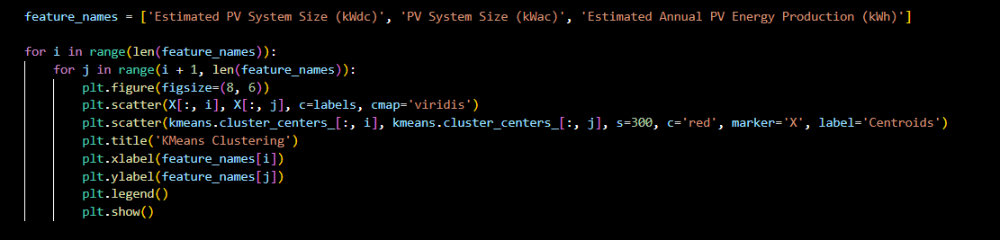 feature_names = ['Estimated PV System Size (kWdc)', 'PV System Size (kWac)', 'Estimated Annual PV Energy Production (kWh)']
for i in range(len(feature_names)):
    for j in range(i + 1, len(feature_names)):
        plt.figure(figsize=(8, 6))
        plt.scatter(X[:, i], X[:, j], c=labels, cmap='viridis')
        plt.scatter(kmeans.cluster_centers_[:, i], kmeans.cluster_centers_[:, j], s=300, c='red', marker='X', label='Centroids')
        plt.title('KMeans Clustering')
        plt.xlabel(feature_names[i])
        plt.ylabel(feature_names[j])
        plt.legend()
        plt.show()